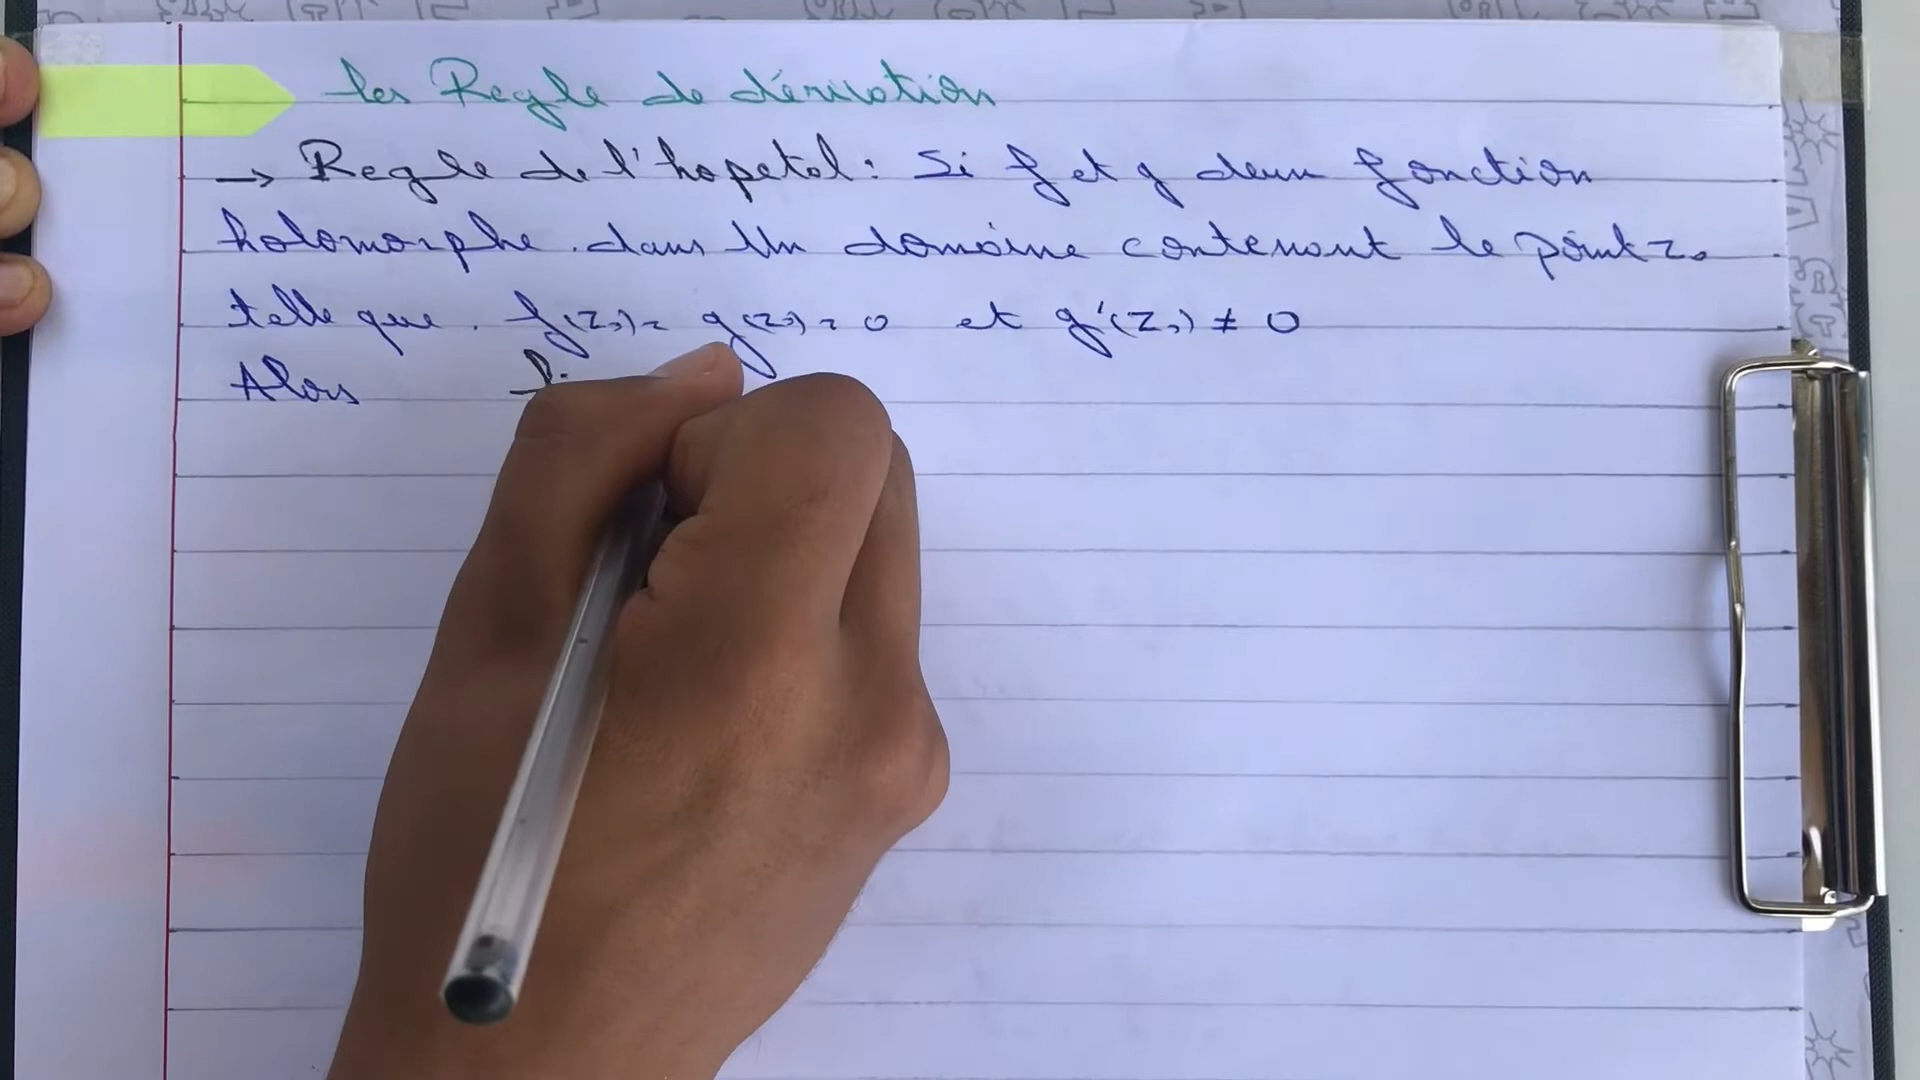 les Regle de dérivation
→ Regle de l'hopetal : Si f et g deux fonction
holomorphe . dans Un domaine contenant le point z₀
telle que . f(z₀) = g(z₀) = 0 et g'(z₀) ≠ 0
Alors li